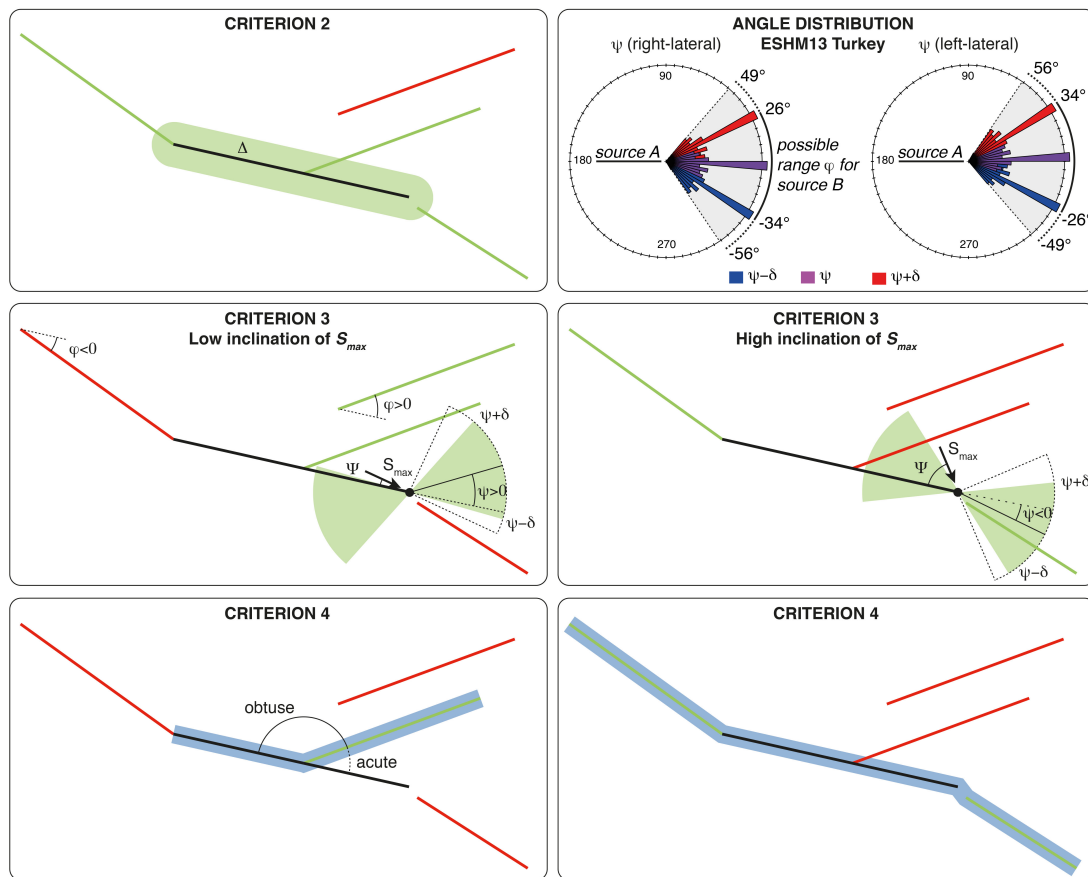 CRITERION 2
Δ
ANGLE DISTRIBUTION
ESHM13 Turkey
ψ (right-lateral)
ψ (left-lateral)
90
49°
26°
180
source A
possible
range φ for
source B
-34°
-56°
270
90
56°
34°
180
source A
-26°
-49°
270
ψ−δ
ψ
ψ+δ
CRITERION 3
Low inclination of Smax
φ<0
φ>0
ψ+δ
Ψ
Smax
ψ>0
ψ−δ
CRITERION 3
High inclination of Smax
Smax
Ψ
ψ+δ
ψ<0
ψ−δ
CRITERION 4
obtuse
acute
CRITERION 4